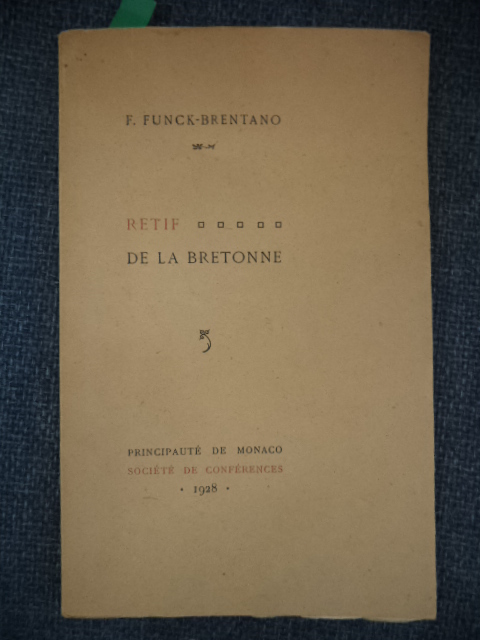 F. FUNCK-BRENTANO
RETIF
DE LA BRETONNE
PRINCIPAUTÉ DE MONACO
SOCIÉTÉ DE CONFÉRENCES
• 1928 •